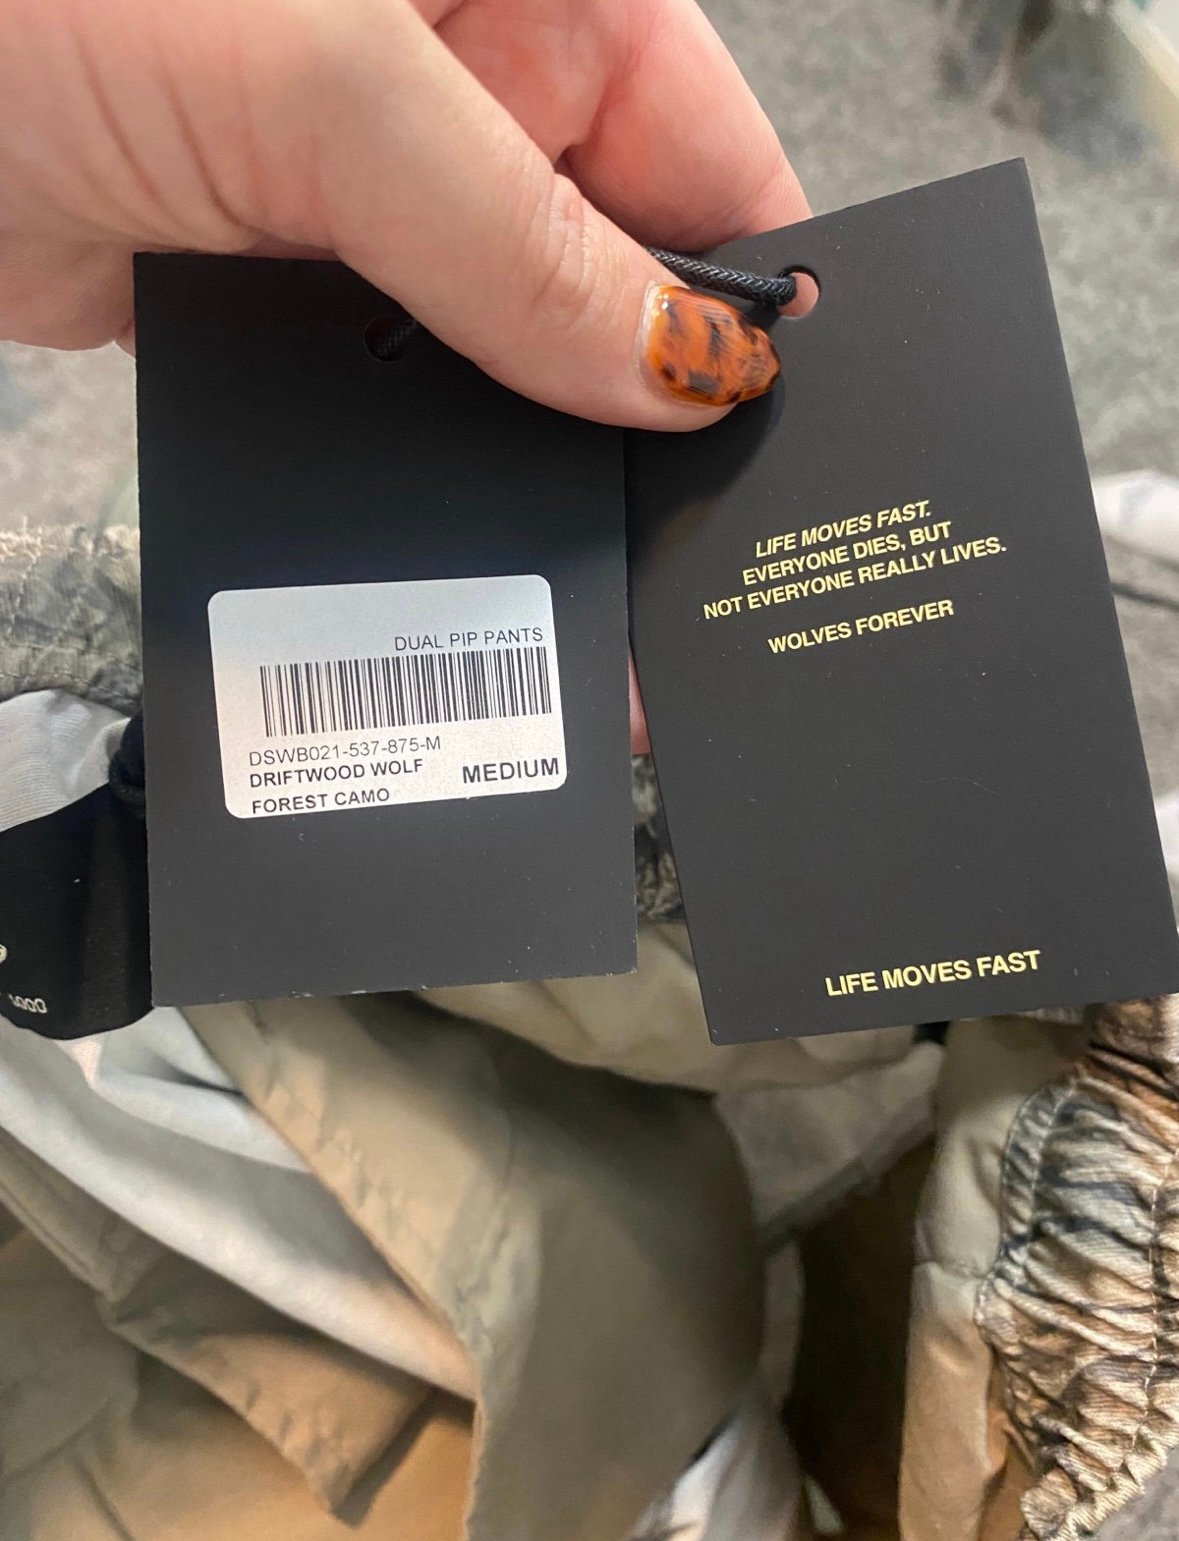 DUAL PIP PANTS
DSWB021-537-875-M
DRIFTWOOD WOLF
MEDIUM
FOREST CAMO
LIFE MOVES FAST.
EVERYONE DIES, BUT
NOT EVERYONE REALLY LIVES.
WOLVES FOREVER
LIFE MOVES FAST